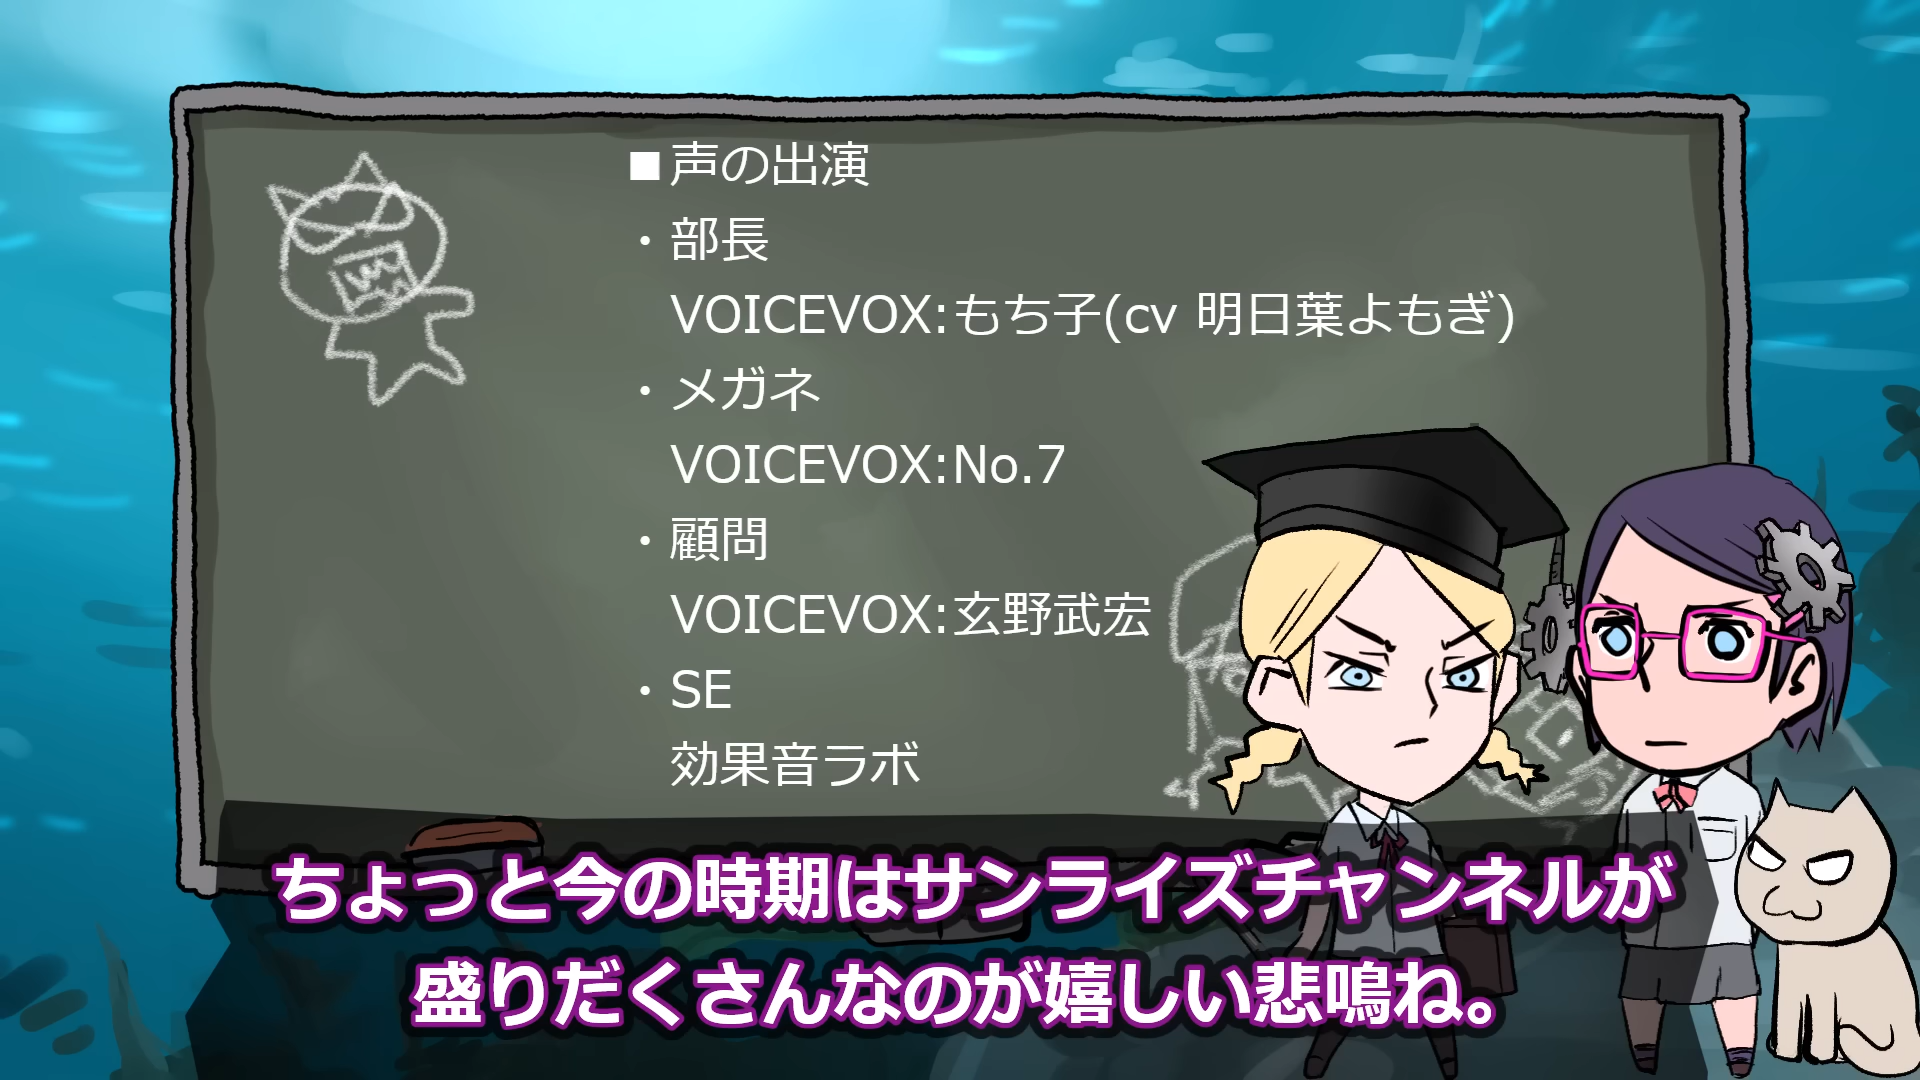 ■声の出演
・部長
VOICEVOX:もち子(cv 明日葉よもぎ)
・メガネ
VOICEVOX:No.7
・顧問
VOICEVOX:玄野武宏
・SE
効果音ラボ
ちょっと今の時期はサンライズチャンネルが
盛りだくさんなのが嬉しい悲鳴ね。